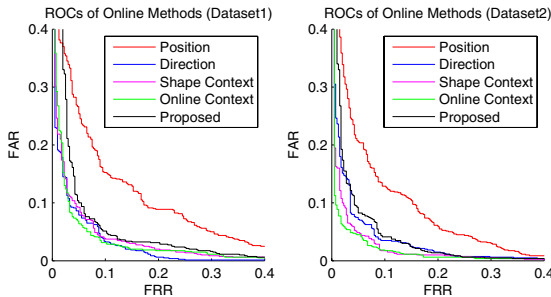 ROCs of Online Methods (Dataset1)
0.4
0.3
0.2
0.1
0
FAR
Position
Direction
Shape Context
Online Context
Proposed
0 0.1 0.2 0.3 0.4
FRR
ROCs of Online Methods (Dataset2)
0.4
0.3
0.2
0.1
0
FAR
Position
Direction
Shape Context
Online Context
Proposed
0 0.1 0.2 0.3 0.4
FRR